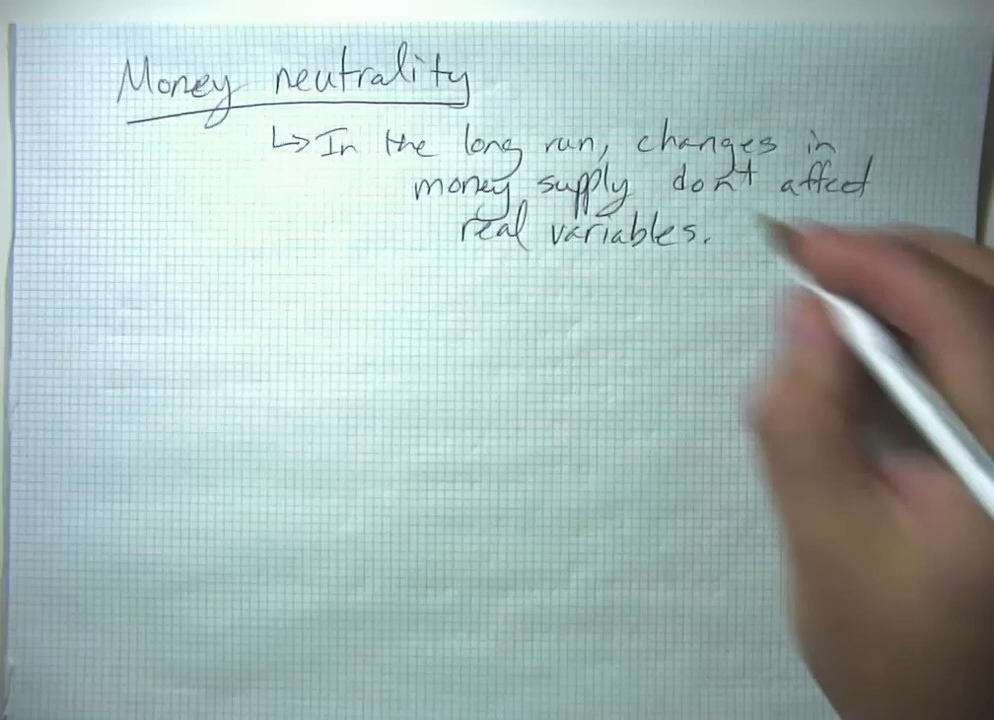 Money neutrality
↳ In the long run, changes in
money supply don't affect
real variables.